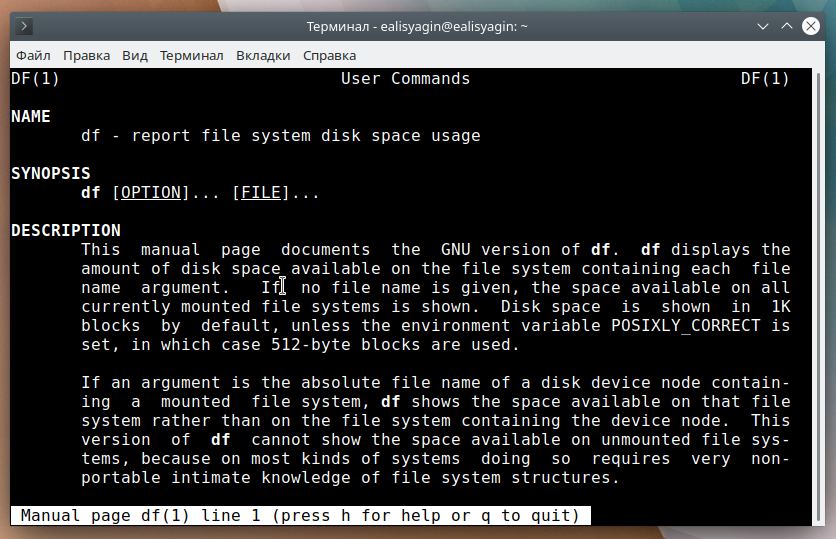 Терминал - ealisyagin@ealisyagin: ~
Файл Правка Вид Терминал Вкладки Справка
DF(1) User Commands DF(1)
NAME
df - report file system disk space usage
SYNOPSIS
df [OPTION]... [FILE]...
DESCRIPTION
This manual page documents the GNU version of df. df displays the
amount of disk space available on the file system containing each file
name argument. If no file name is given, the space available on all
currently mounted file systems is shown. Disk space is shown in 1K
blocks by default, unless the environment variable POSIXLY_CORRECT is
set, in which case 512-byte blocks are used.
If an argument is the absolute file name of a disk device node contain-
ing a mounted file system, df shows the space available on that file
system rather than on the file system containing the device node. This
version of df cannot show the space available on unmounted file sys-
tems, because on most kinds of systems doing so requires very non-
portable intimate knowledge of file system structures.
Manual page df(1) line 1 (press h for help or q to quit)